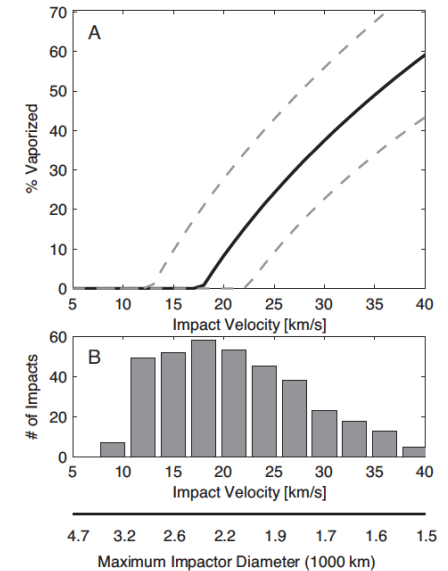 70
A
60
50
40
30
20
10
0
% Vaporized
5 10 15 20 25 30 35 40
Impact Velocity [km/s]
60
B
40
20
0
# of Impacts
5 10 15 20 25 30 35 40
Impact Velocity [km/s]
4.7 3.2 2.6 2.2 1.9 1.7 1.6 1.5
Maximum Impactor Diameter (1000 km)